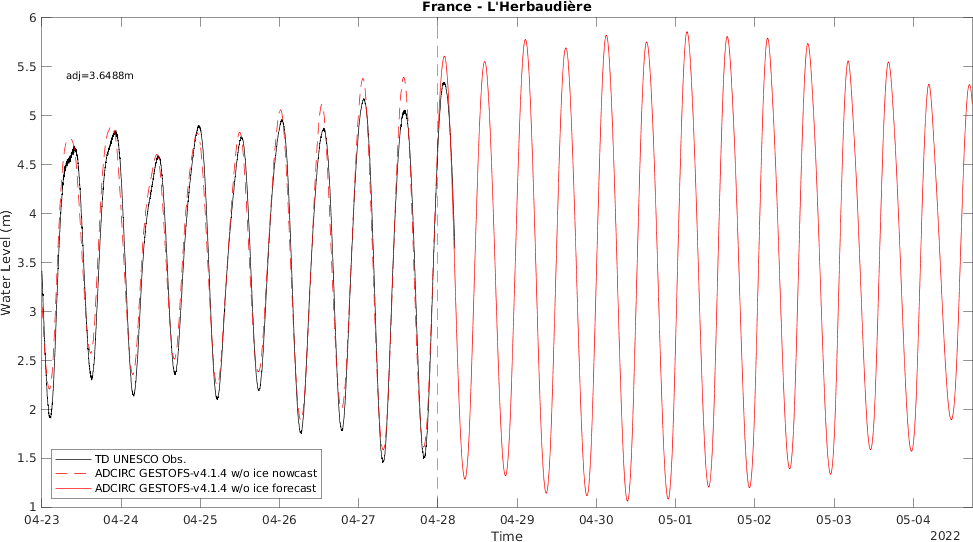 France - L'Herbaudière
6
5.5
5
4.5
4
3.5
3
2.5
2
1.5
1
Water Level (m)
adj=3.6488m
TD UNESCO Obs.
ADCIRC GESTOFS-v4.1.4 w/o ice nowcast
ADCIRC GESTOFS-v4.1.4 w/o ice forecast
04-23 04-24 04-25 04-26 04-27 04-28 04-29 04-30 05-01 05-02 05-03 05-04
Time
2022